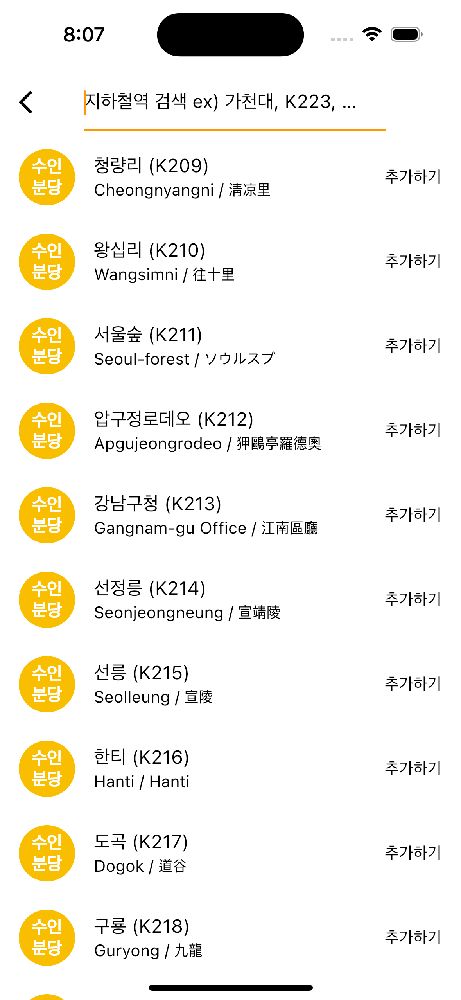 8:07
지하철역 검색 ex) 가천대, K223, ...
수인
분당
청량리 (K209)
Cheongnyangni / 淸凉里
추가하기
수인
분당
왕십리 (K210)
Wangsimni / 往十里
추가하기
수인
분당
서울숲 (K211)
Seoul-forest / ソウルスプ
추가하기
수인
분당
압구정로데오 (K212)
Apgujeongrodeo / 狎鷗亭羅德奧
추가하기
수인
분당
강남구청 (K213)
Gangnam-gu Office / 江南區廳
추가하기
수인
분당
선정릉 (K214)
Seonjeongneung / 宣靖陵
추가하기
수인
분당
선릉 (K215)
Seolleung / 宣陵
추가하기
수인
분당
한티 (K216)
Hanti / Hanti
추가하기
수인
분당
도곡 (K217)
Dogok / 道谷
추가하기
수인
분당
구룡 (K218)
Guryong / 九龍
추가하기